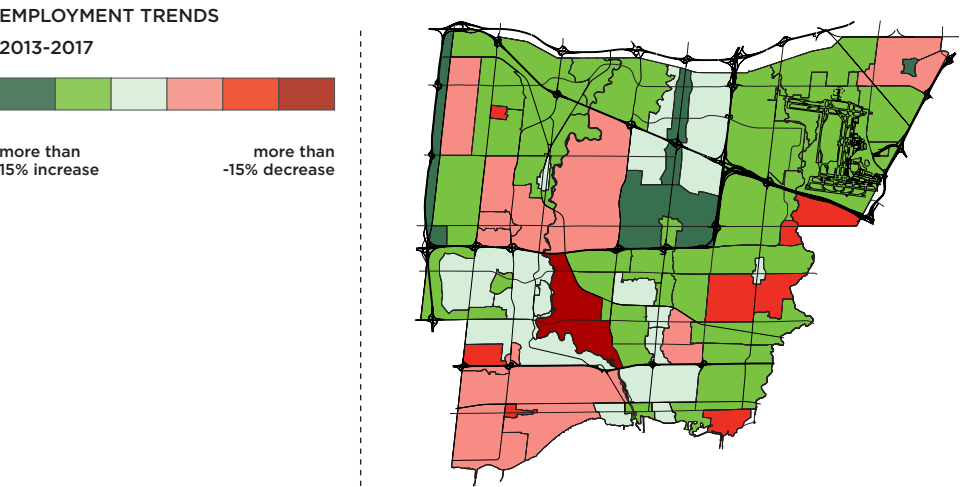 EMPLOYMENT TRENDS
2013-2017
more than
15% increase
more than
-15% decrease